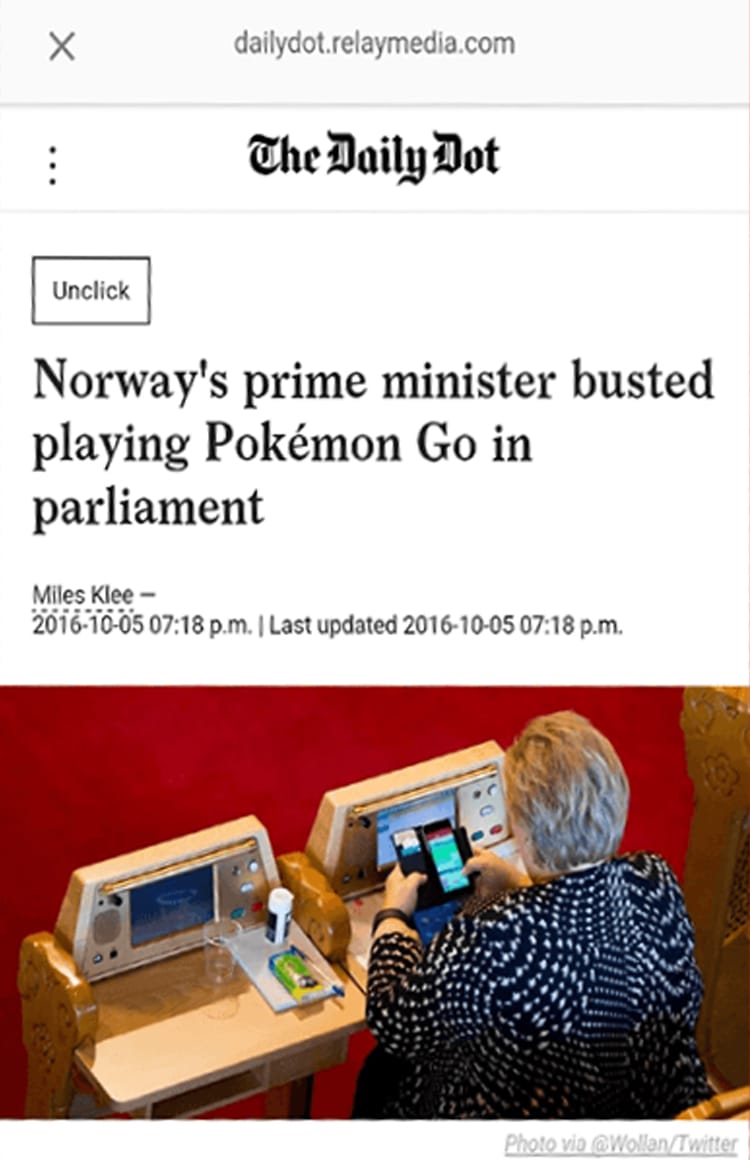 dailydot.relaymedia.com
The Daily Dot
Unclick
Norway's prime minister busted
playing Pokémon Go in
parliament
Miles Klee —
2016-10-05 07:18 p.m. | Last updated 2016-10-05 07:18 p.m.
Photo via @Wollan/Twitter